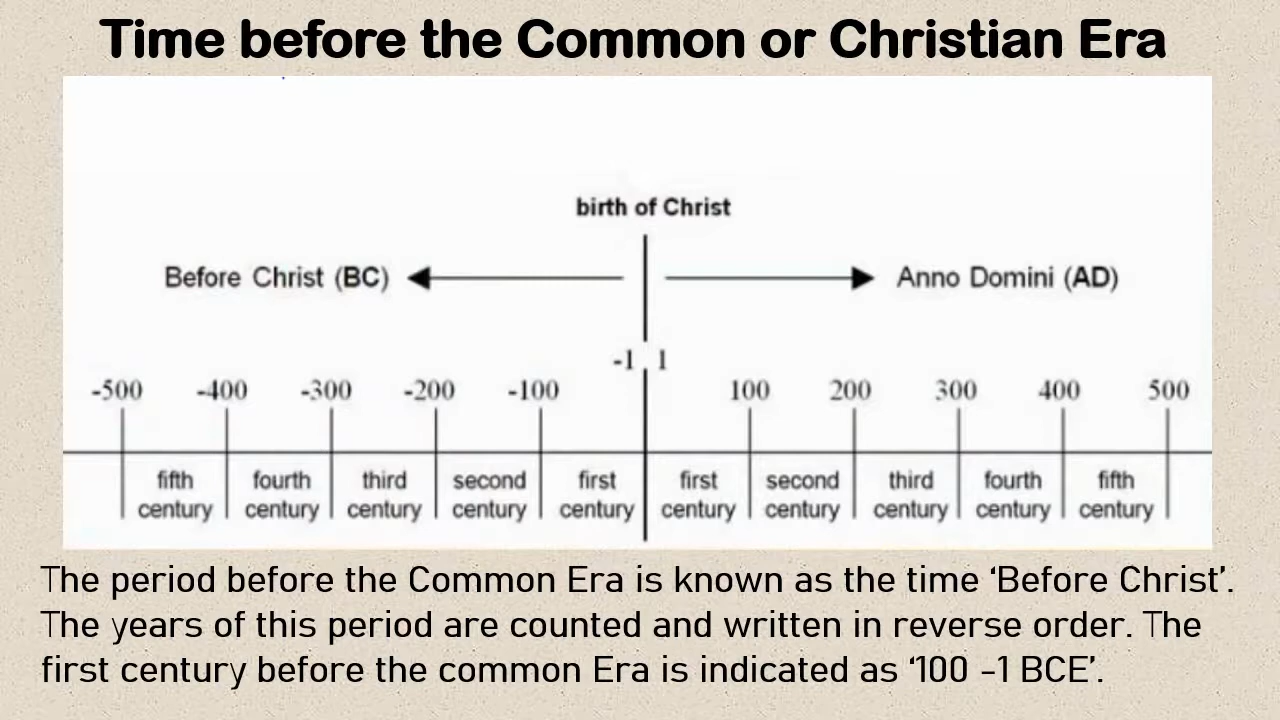 Time before the Common or Christian Era
birth of Christ
Before Christ (BC)
Anno Domini (AD)
-1 1
-500 -400 -300 -200 -100 100 200 300 400 500
fifth fourth third second first first second third fourth fifth
century century century century century century century century century century
The period before the Common Era is known as the time ‘Before Christ’.
The years of this period are counted and written in reverse order. The
first century before the common Era is indicated as ‘100 –1 BCE’.